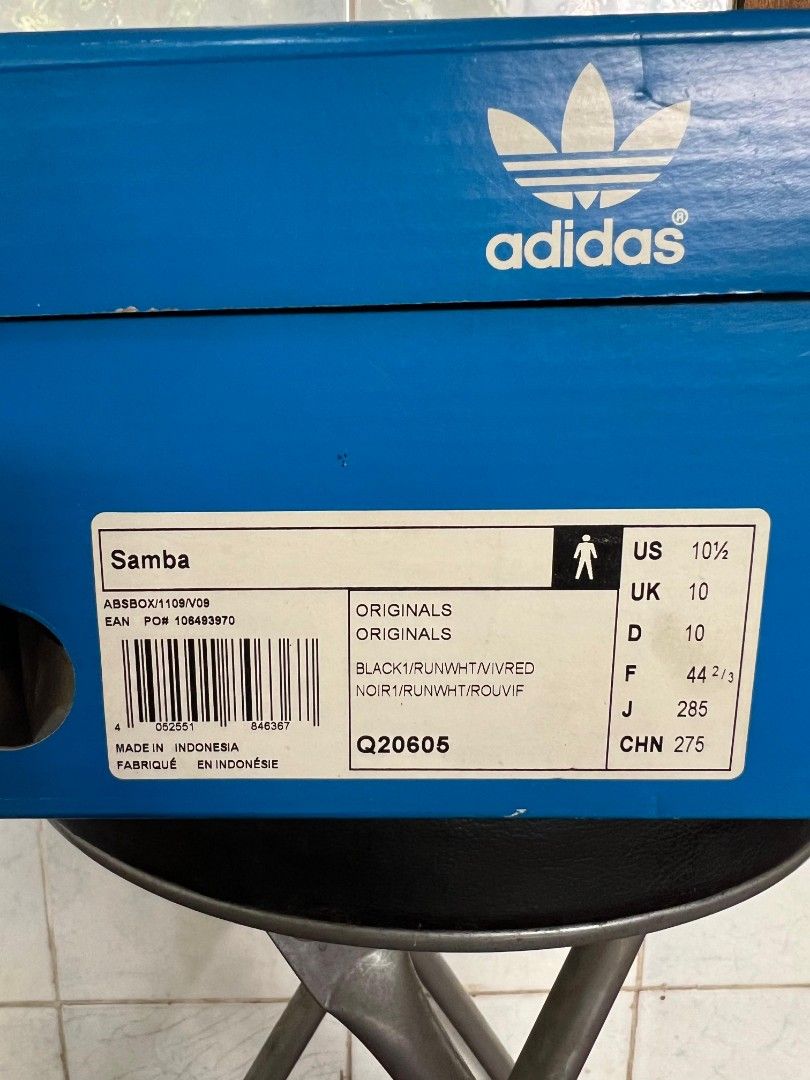 adidas®
Samba
ABSBOX/1109/V09
EAN PO# 106493970
4 052551 846367
MADE IN INDONESIA
FABRIQUÉ EN INDONÉSIE
ORIGINALS
ORIGINALS
BLACK1/RUNWHT/VIVRED
NOIR1/RUNWHT/ROUVIF
Q20605
US 10½
UK 10
D 10
F 44 2/3
J 285
CHN 275